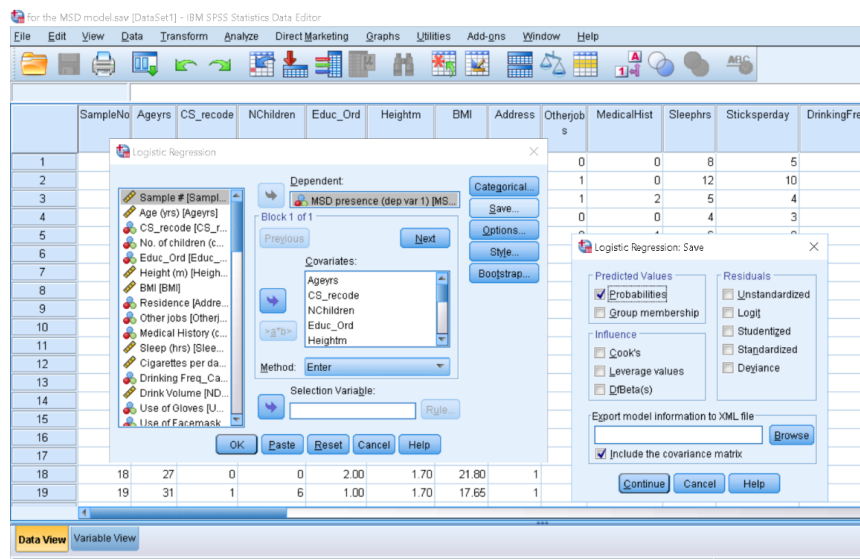 for the MSD model.sav [DataSet1] - IBM SPSS Statistics Data Editor
File Edit View Data Transform Analyze Direct Marketing Graphs Utilities Add-ons Window Help
A
1 4
ABC
SampleNo Ageyrs CS_recode NChildren Educ_Ord Heightm BMI Address Otherjob MedicalHist Sleephrs Sticksperday DrinkingFre
s
Logistic Regression
Dependent:
MSD presence (dep var 1) [MS...
Block 1 of 1
Previous Next
Covariates:
Ageyrs
CS_recode
NChildren
Educ_Ord
Heightm
>a*b>
Method: Enter
Selection Variable:
Rule...
Sample # [Sampl...
Age (yrs) [Ageyrs]
CS_recode [CS_r...
No. of children (c...
Educ_Ord [Educ_...
Height (m) [Heigh...
BMI [BMI]
Residence [Addre...
Other jobs [Otherj...
Medical History (c...
Sleep (hrs) [Slee...
Cigarettes per da...
Drinking Freq_Ca...
Drink Volume [ND...
Use of Gloves [U...
Use of Facemask
Categorical...
Save...
Options...
Style...
Bootstrap...
OK Paste Reset Cancel Help
1 0 0 8 5
2 1 0 12 10
3 1 2 5 4
4 0 0 4 3
5
6
7
8
9
10
11
12
13
14
15
16
17
18 18 27 0 0 2.00 1.70 21.80 1
19 19 31 1 6 1.00 1.70 17.65 1
Logistic Regression: Save
Predicted Values
Probabilities
Group membership
Influence
Cook's
Leverage values
DfBeta(s)
Residuals
Unstandardized
Logit
Studentized
Standardized
Deviance
Export model information to XML file
Browse
Include the covariance matrix
Continue Cancel Help
Data View Variable View